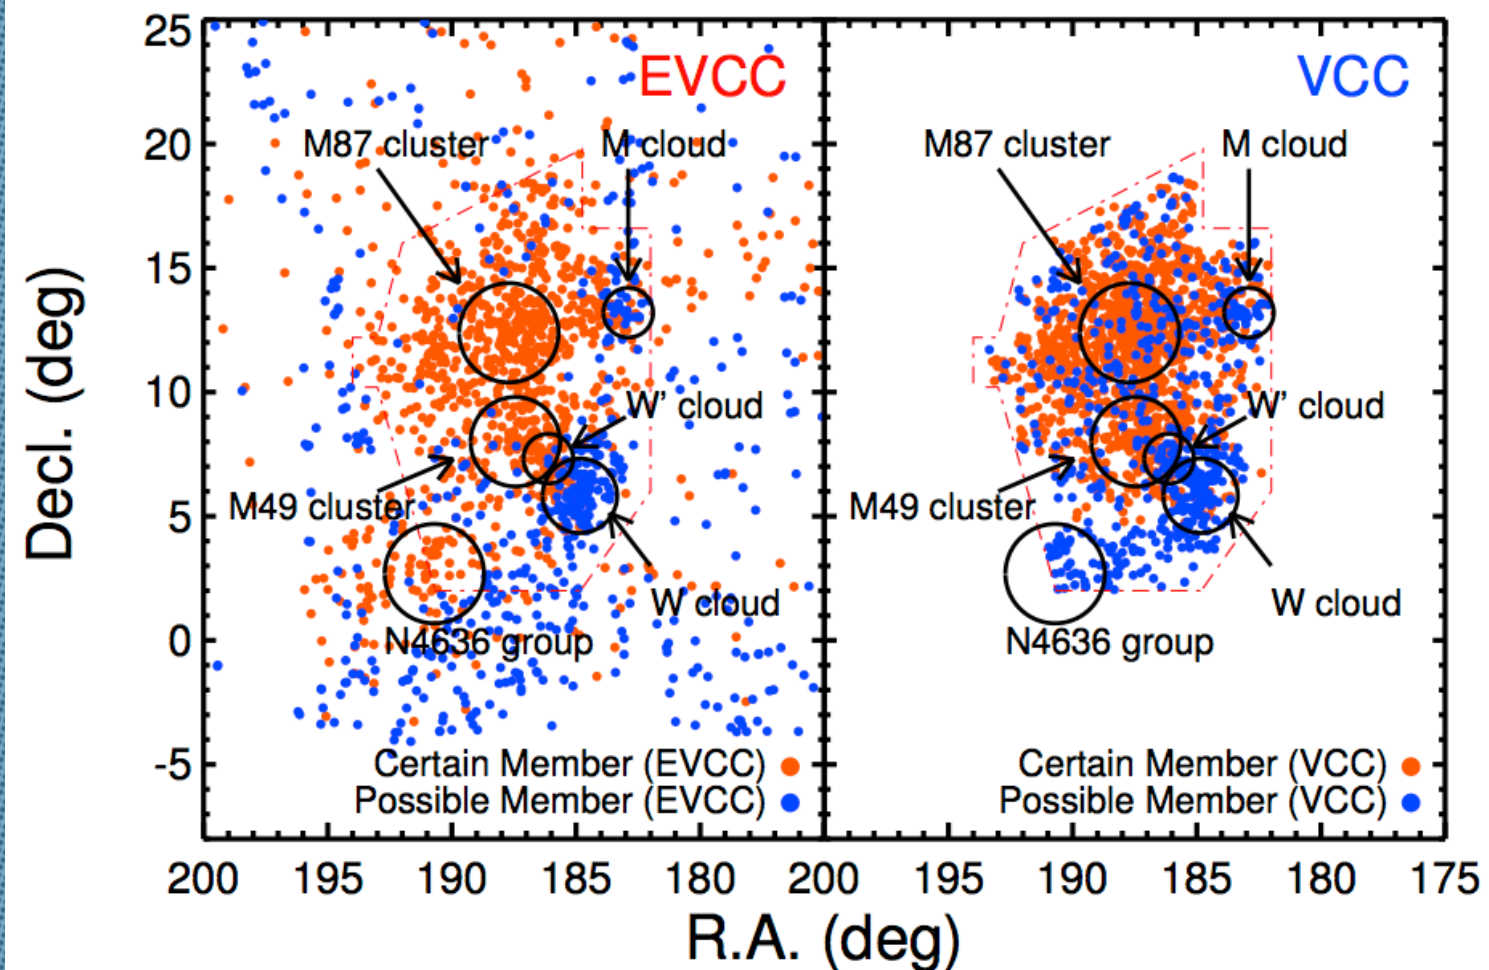 25
20
15
10
5
0
-5
Decl. (deg)
EVCC
M87 cluster
M cloud
W' cloud
M49 cluster
W cloud
N4636 group
Certain Member (EVCC)
Possible Member (EVCC)
VCC
M87 cluster
M cloud
W' cloud
M49 cluster
W cloud
N4636 group
Certain Member (VCC)
Possible Member (VCC)
200 195 190 185 180 200 195 190 185 180 175
R.A. (deg)